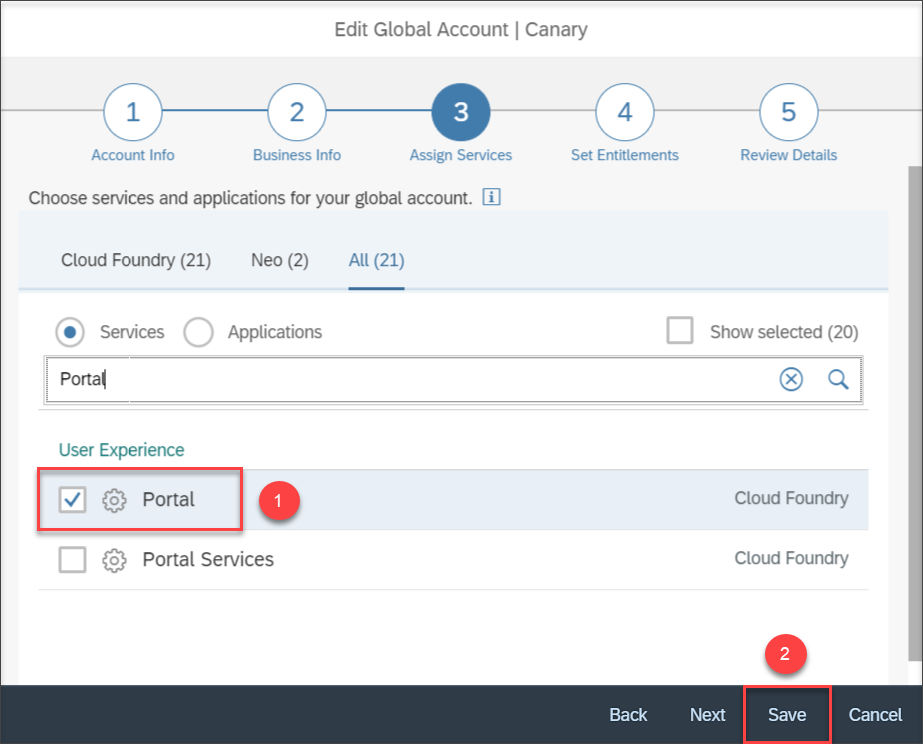 Edit Global Account | Canary
1 2 3 4 5
Account Info Business Info Assign Services Set Entitlements Review Details
Choose services and applications for your global account. i
Cloud Foundry (21) Neo (2) All (21)
Services Applications Show selected (20)
Portal
User Experience
Portal 1 Cloud Foundry
Portal Services Cloud Foundry
2
Back Next Save Cancel